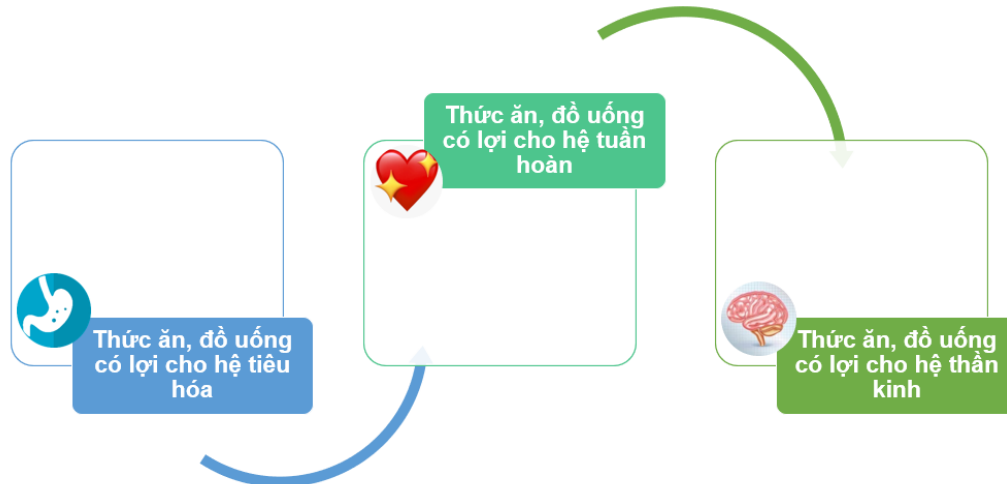 Thức ăn, đồ uống
có lợi cho hệ tiêu
hóa
Thức ăn, đồ uống
có lợi cho hệ tuần
hoàn
Thức ăn, đồ uống
có lợi cho hệ thần
kinh